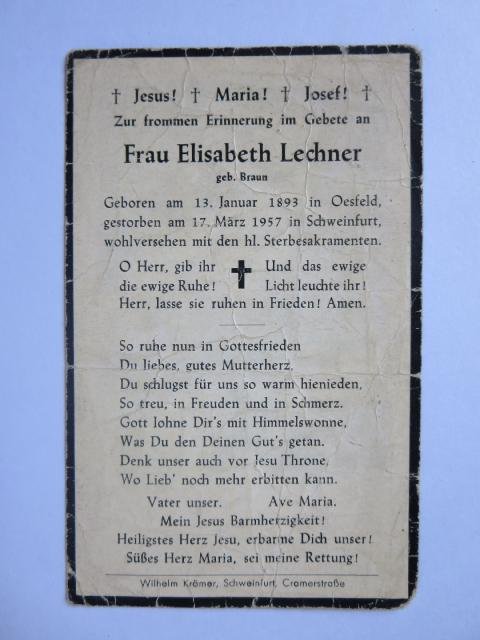 † Jesus! † Maria! † Josef! †
Zur frommen Erinnerung im Gebete an
Frau Elisabeth Lechner
geb. Braun
Geboren am 13. Januar 1893 in Oesfeld,
gestorben am 17. März 1957 in Schweinfurt,
wohlversehen mit den hl. Sterbesakramenten.
O Herr, gib ihr Und das ewige
die ewige Ruhe! Licht leuchte ihr!
Herr, lasse sie ruhen in Frieden! Amen.
So ruhe nun in Gottesfrieden
Du liebes, gutes Mutterherz,
Du schlugst für uns so warm hienieden,
So treu, in Freuden und in Schmerz.
Gott lohne Dir's mit Himmelswonne,
Was Du den Deinen Gut's getan.
Denk unser auch vor Jesu Throne,
Wo Lieb' noch mehr erbitten kann.
Vater unser. Ave Maria.
Mein Jesus Barmherzigkeit!
Heiligstes Herz Jesu, erbarme Dich unser!
Süßes Herz Maria, sei meine Rettung!
Wilhelm Krämer, Schweinfurt, Cramerstraße